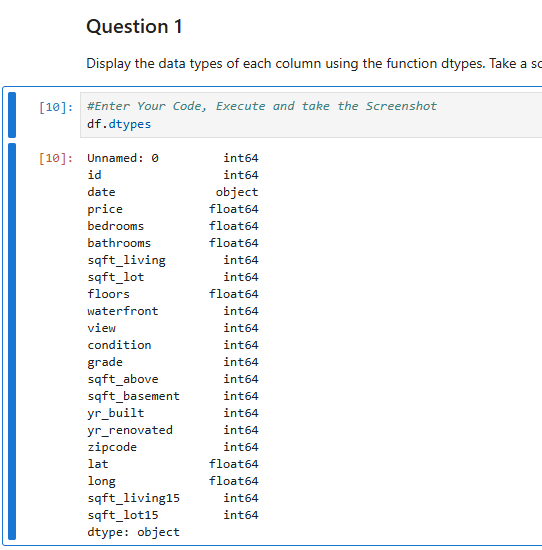 Question 1
Display the data types of each column using the function dtypes. Take a
[10]: #Enter Your Code, Execute and take the Screenshot
df.dtypes
[10]: Unnamed: 0 int64
id int64
date object
price float64
bedrooms float64
bathrooms float64
sqft_living int64
sqft_lot int64
floors float64
waterfront int64
view int64
condition int64
grade int64
sqft_above int64
sqft_basement int64
yr_built int64
yr_renovated int64
zipcode int64
lat float64
long float64
sqft_living15 int64
sqft_lot15 int64
dtype: object